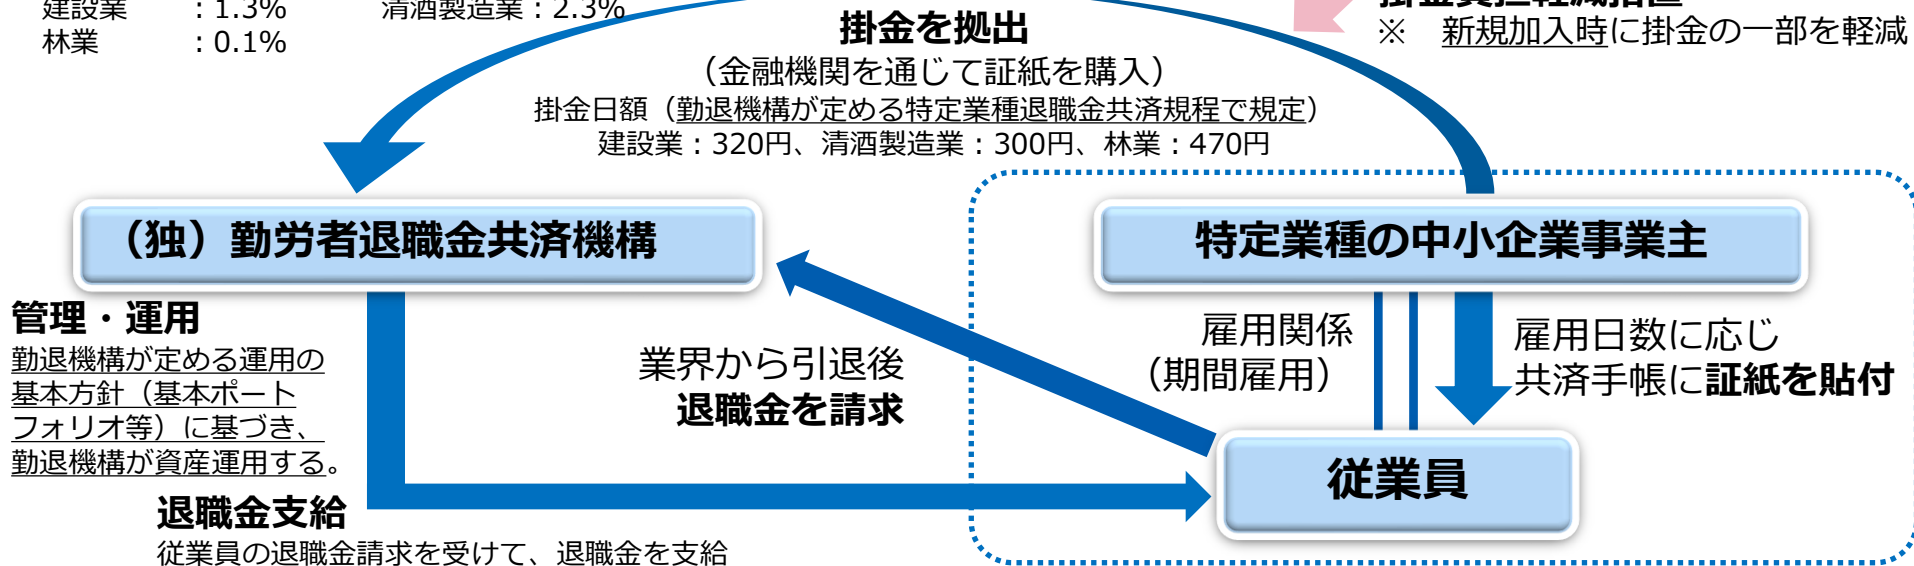 建設業　　：1.3%　　清酒製造業：2.3%
林業　　　：0.1%
※　新規加入時に掛金の一部を軽減
掛金を拠出
（金融機関を通じて証紙を購入）
掛金日額（勤退機構が定める特定業種退職金共済規程で規定）
建設業：320円、清酒製造業：300円、林業：470円
（独）勤労者退職金共済機構
特定業種の中小企業事業主
管理・運用
勤退機構が定める運用の
基本方針（基本ポート
フォリオ等）に基づき、
勤退機構が資産運用する。
業界から引退後
退職金を請求
雇用関係
（期間雇用）
雇用日数に応じ
共済手帳に証紙を貼付
従業員
退職金支給
従業員の退職金請求を受けて、退職金を支給